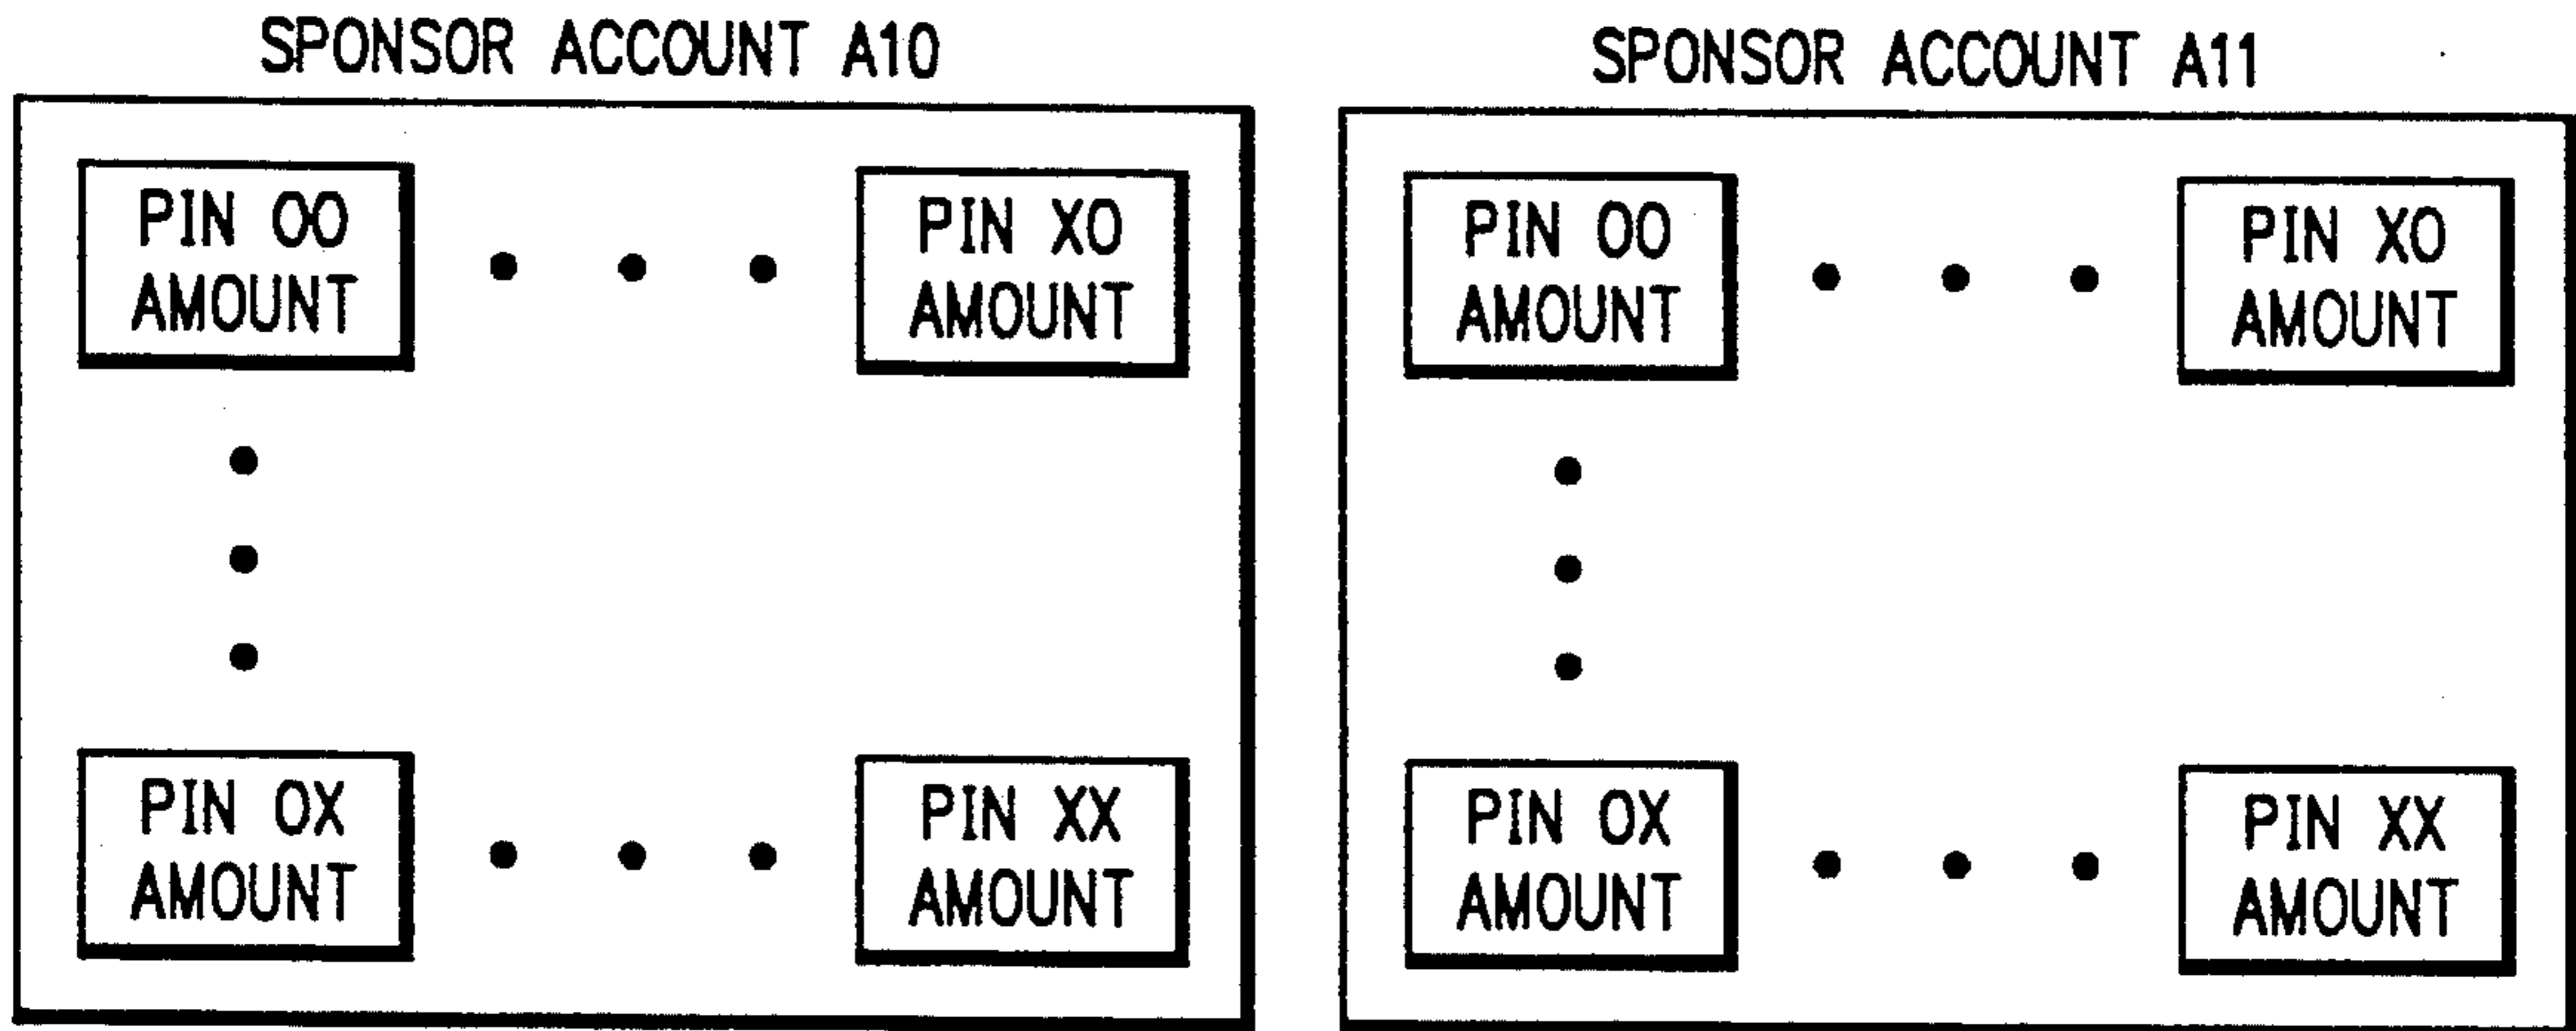 SPONSOR ACCOUNT A10
PIN 00
AMOUNT
PIN X0
AMOUNT
PIN 0X
AMOUNT
PIN XX
AMOUNT
SPONSOR ACCOUNT A11
PIN 00
AMOUNT
PIN X0
AMOUNT
PIN 0X
AMOUNT
PIN XX
AMOUNT